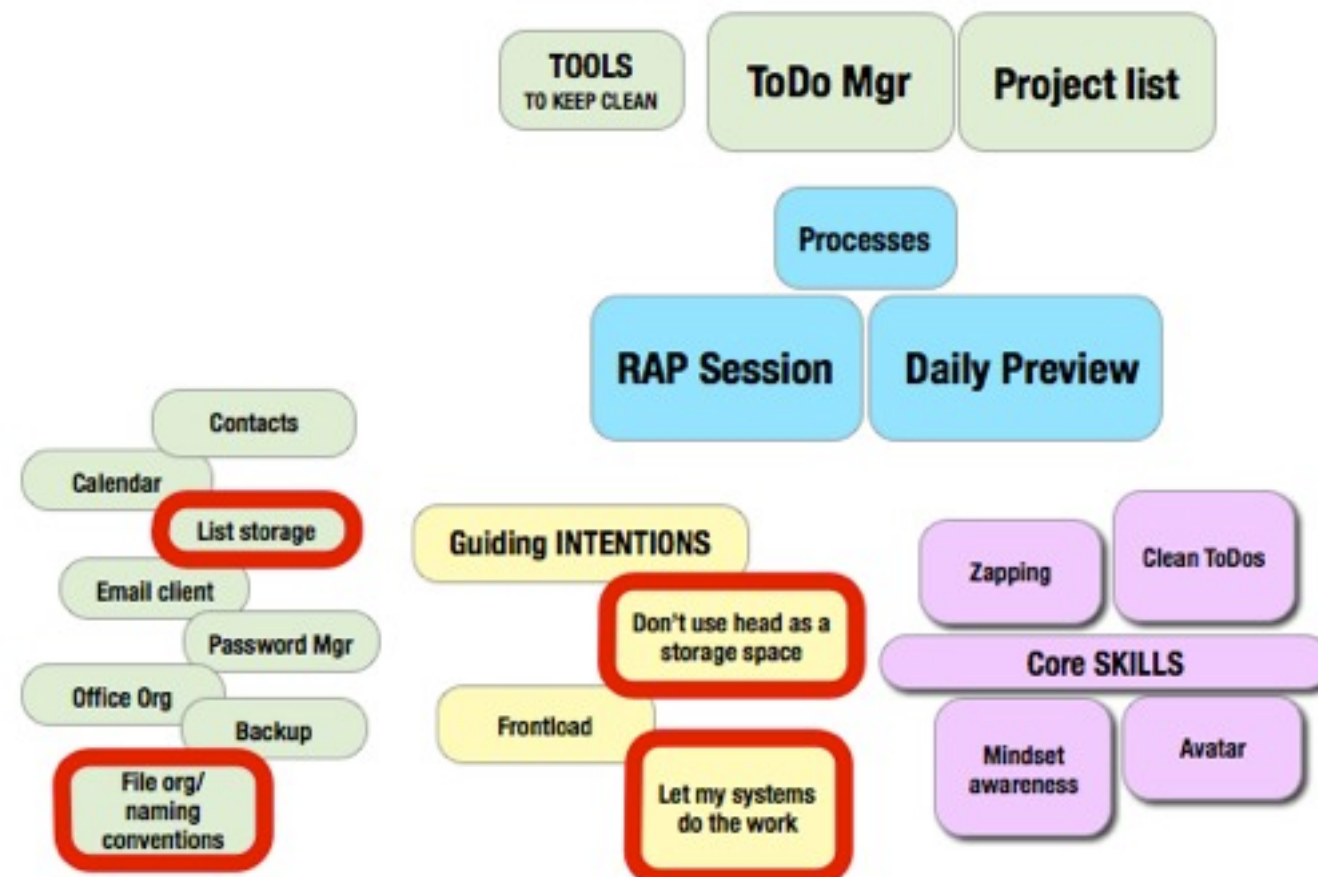 TOOLS
TO KEEP CLEAN
ToDo Mgr
Project list
Processes
RAP Session
Daily Preview
Contacts
Calendar
List storage
Email client
Password Mgr
Office Org
Backup
File org/
naming
conventions
Guiding INTENTIONS
Don't use head as a
storage space
Frontload
Let my systems
do the work
Zapping
Clean ToDos
Core SKILLS
Mindset
awareness
Avatar